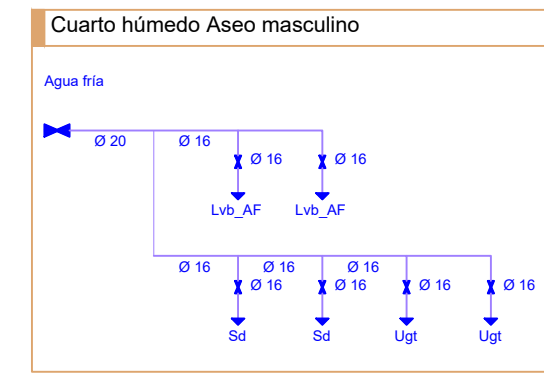 Cuarto húmedo Aseo masculino
Agua fría
Ø 20 Ø 16
Ø 16 Ø 16
Lvb_AF Lvb_AF
Ø 16 Ø 16 Ø 16
Ø 16 Ø 16 Ø 16 Ø 16
Sd Sd Ugt Ugt